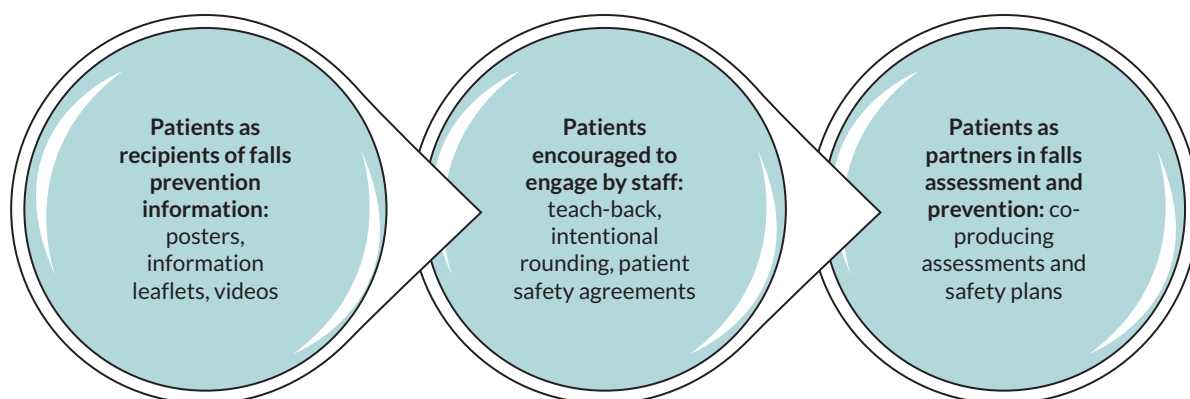 Patients as
recipients of falls
prevention
information:
posters,
information
leaflets, videos
Patients
encouraged to
engage by staff:
teach-back,
intentional
rounding, patient
safety agreements
Patients as
partners in falls
assessment and
prevention: co-
producing
assessments and
safety plans